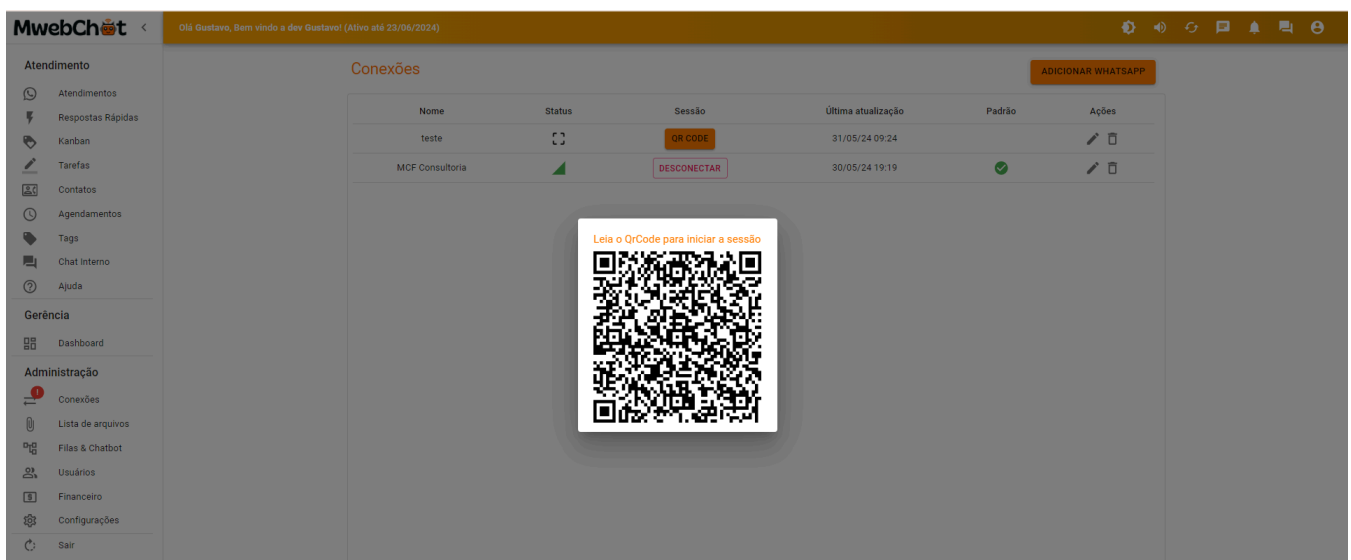 MwebChat
Olá Gustavo, Bem vindo a dev Gustavo! (Ativo até 23/06/2024)
Atendimento
Atendimentos
Respostas Rápidas
Kanban
Tarefas
Contatos
Agendamentos
Tags
Chat Interno
Ajuda
Gerência
Dashboard
Administração
!
Conexões
Lista de arquivos
Filas & Chatbot
Usuários
Financeiro
Configurações
Sair
Conexões
ADICIONAR WHATSAPP
Nome Status Sessão Última atualização Padrão Ações
teste QR CODE 31/05/24 09:24
MCF Consultoria DESCONECTAR 30/05/24 19:19
Leia o QrCode para iniciar a sessão